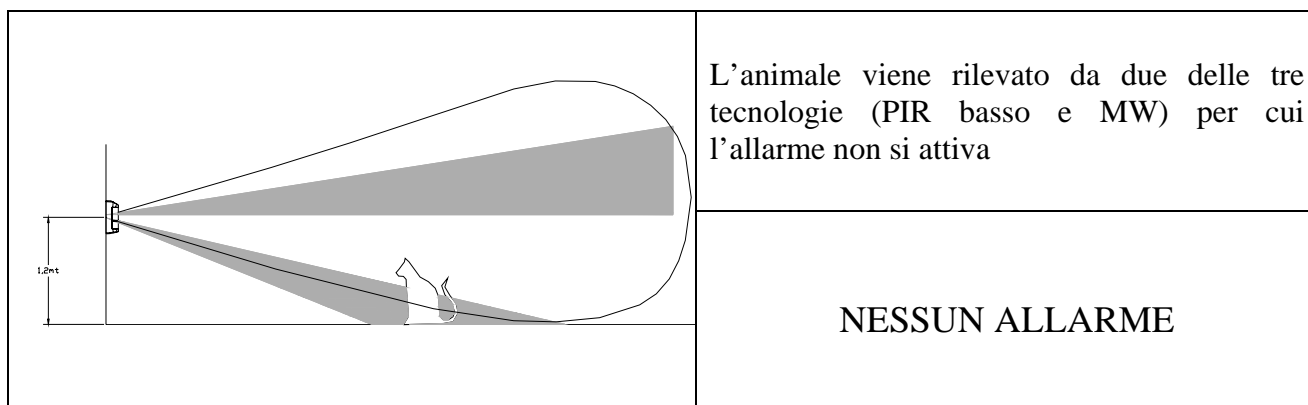 L’animale viene rilevato da due delle tre
tecnologie (PIR basso e MW) per cui
l’allarme non si attiva
1.2mt
NESSUN ALLARME